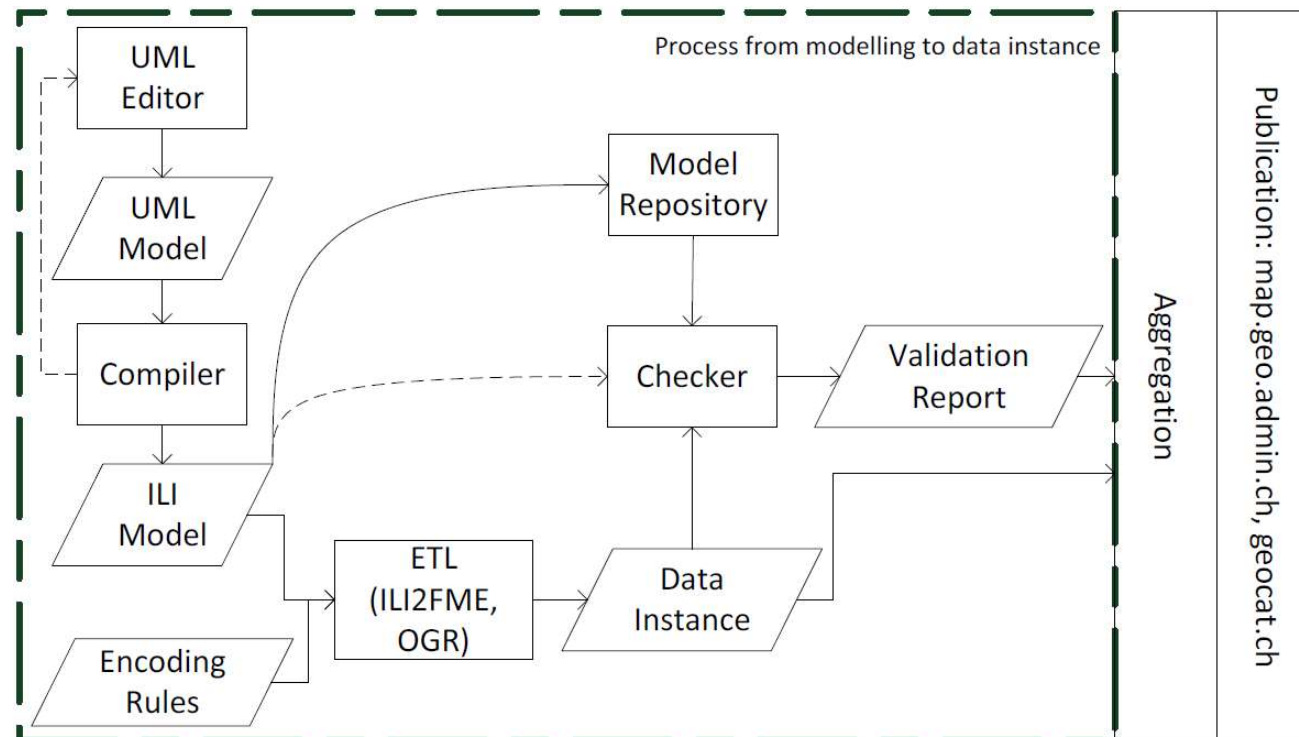 Process from modelling to data instance
UML
Editor
UML
Model
Compiler
ILI
Model
Encoding
Rules
ETL
(ILI2FME,
OGR)
Model
Repository
Checker
Data
Instance
Validation
Report
Aggregation
Publication: map.geo.admin.ch, geocat.ch